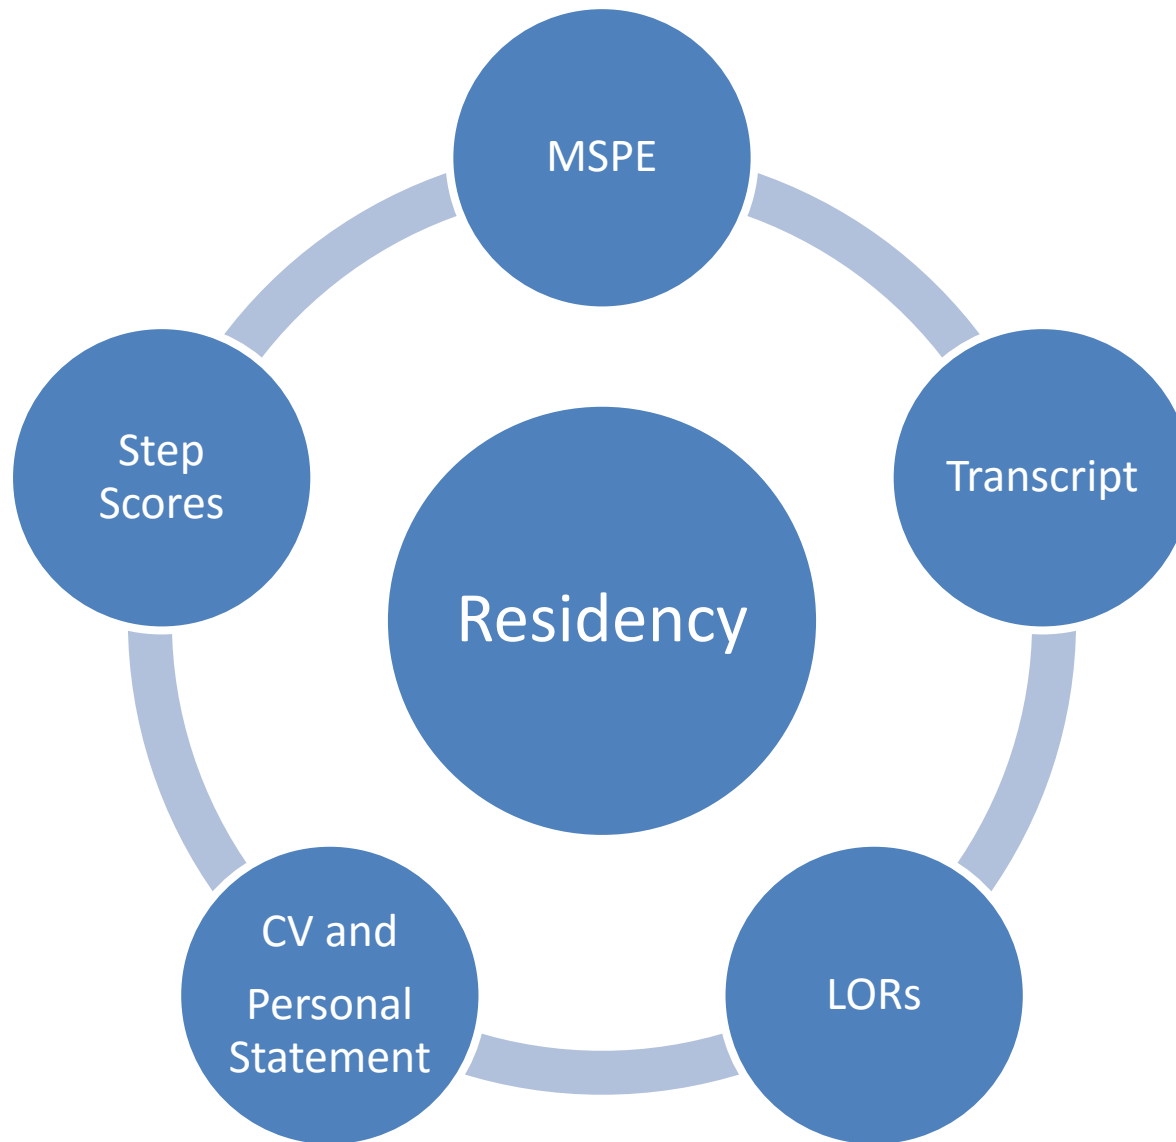 MSPE
Step
Scores
Transcript
Residency
CV and
Personal
Statement
LORs